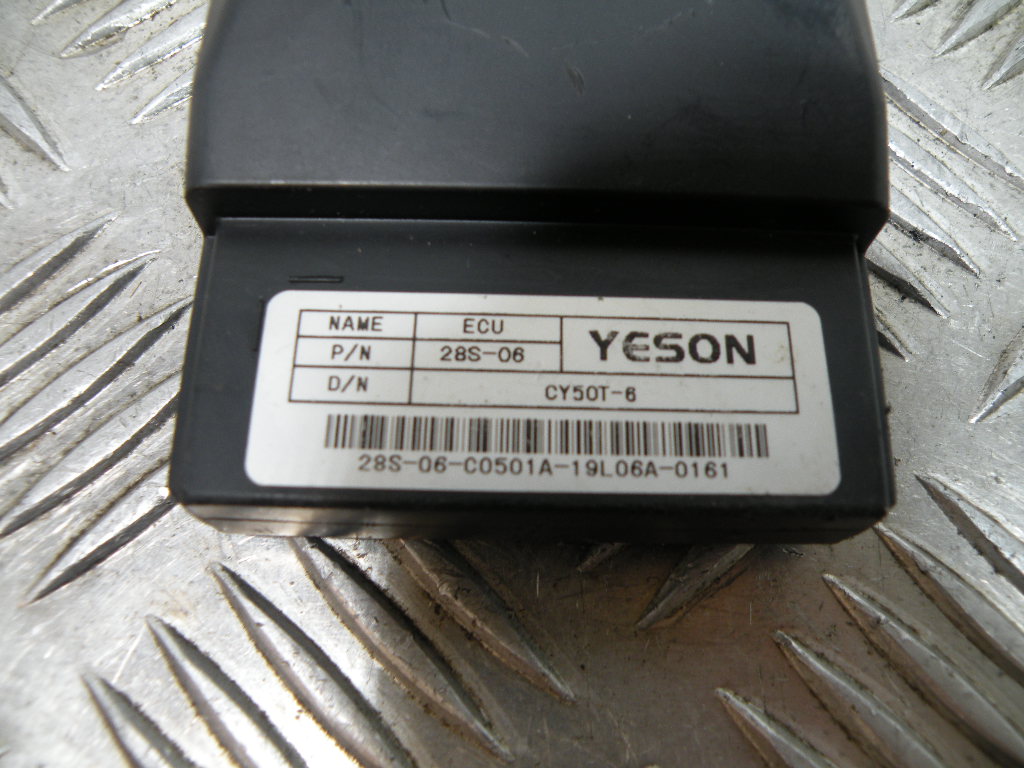 NAME ECU YESON
P/N 28S-06
D/N CY50T-6
28S-06-C0501A-19L06A-0161